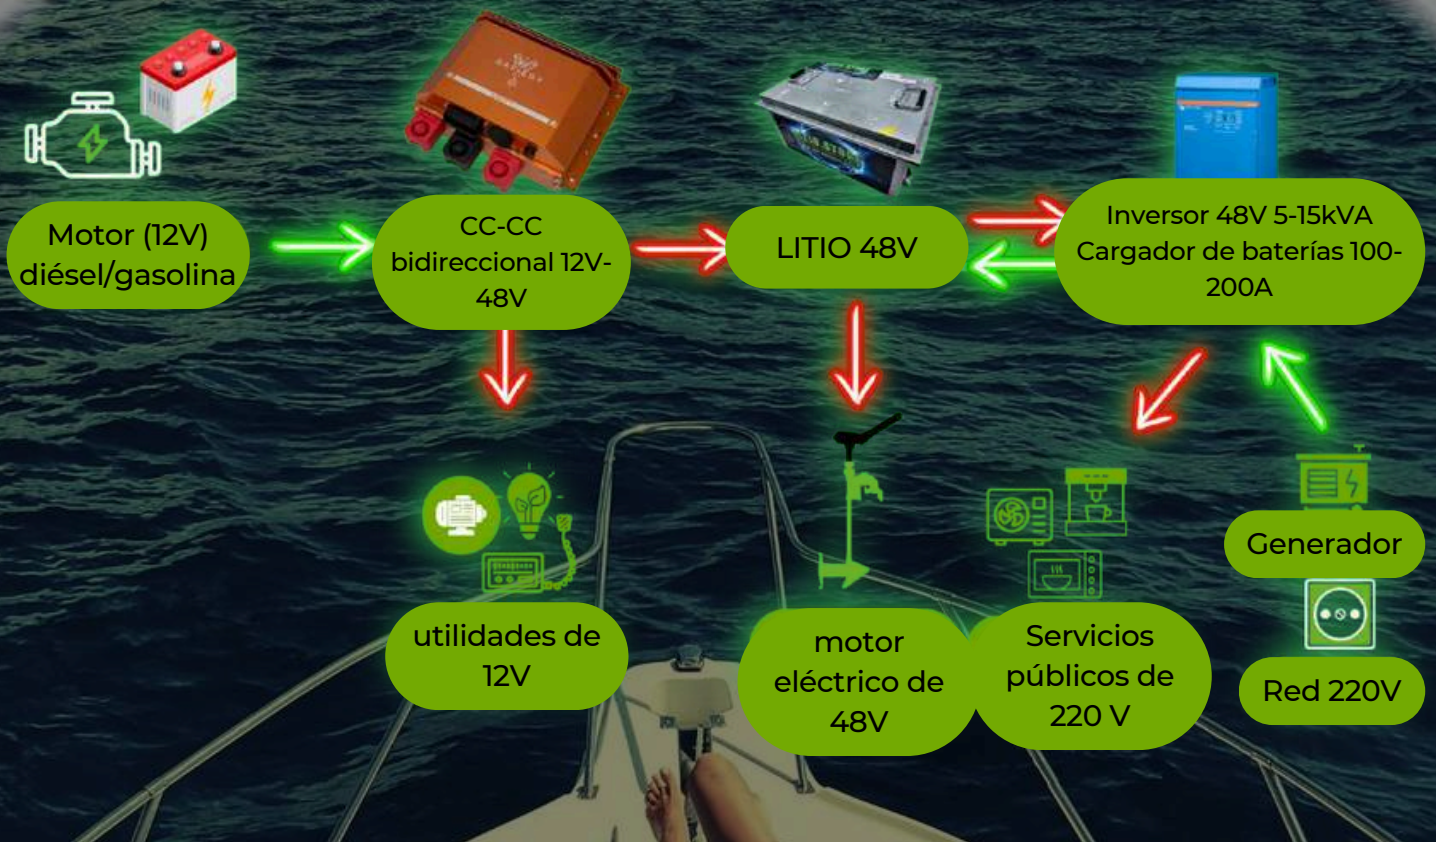 Motor (12V)
diésel/gasolina
CC-CC
bidireccional 12V-
48V
LITIO 48V
Inversor 48V 5-15kVA
Cargador de baterías 100-
200A
utilidades de
12V
motor
eléctrico de
48V
Servicios
públicos de
220 V
Generador
Red 220V